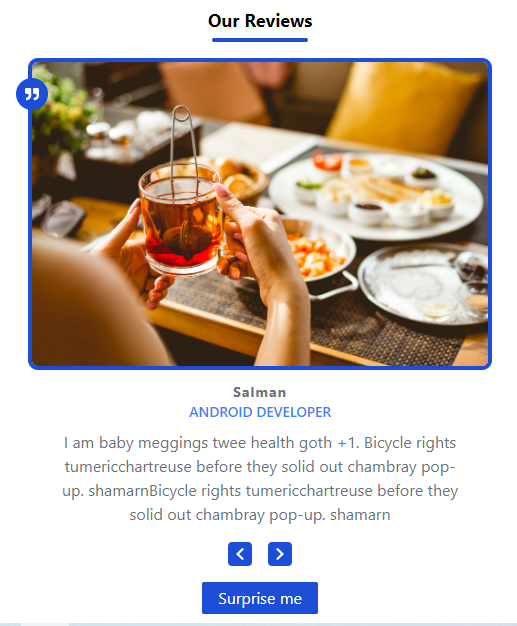 Our Reviews
Salman
ANDROID DEVELOPER
I am baby meggings twee health goth +1. Bicycle rights
tumericchartreuse before they solid out chambray pop-
up. shamarnBicycle rights tumericchartreuse before they
solid out chambray pop-up. shamarn
Surprise me